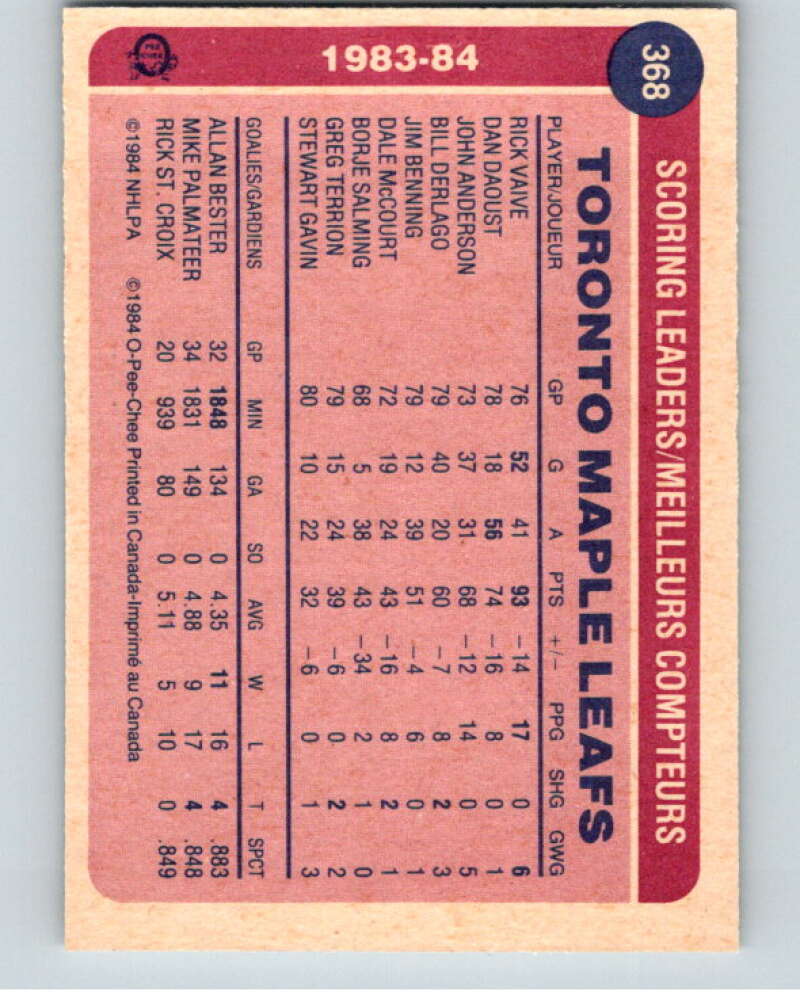 368
SCORING LEADERS/MEILLEURS COMPTEURS
1983-84
O PEE CHEE
TORONTO MAPLE LEAFS
PLAYER/JOUEUR GP G A PTS +/− PPG SHG GWG
RICK VAIVE 76 52 41 93 −14 17 0 6
DAN DAOUST 78 18 56 74 −16 8 0 1
JOHN ANDERSON 73 37 31 68 −12 14 0 5
BILL DERLAGO 79 40 20 60 −7 8 2 3
JIM BENNING 79 12 39 51 −4 6 0 1
DALE McCOURT 72 19 24 43 −16 8 2 1
BORJE SALMING 68 5 38 43 −34 2 1 0
GREG TERRION 79 15 24 39 −6 0 2 2
STEWART GAVIN 80 10 22 32 −6 0 1 3
GOALIES/GARDIENS GP MIN GA SO AVG W L T SPCT
ALLAN BESTER 32 1848 134 0 4.35 11 16 4 .883
MIKE PALMATEER 34 1831 149 0 4.88 9 17 4 .848
RICK ST. CROIX 20 939 80 0 5.11 5 10 0 .849
©1984 NHLPA ©1984 O-Pee-Chee Printed in Canada-Imprimé au Canada